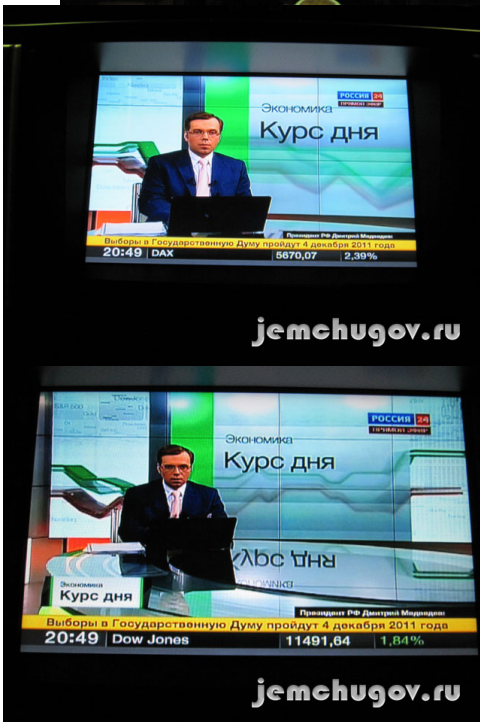 РОССИЯ 24
ПРЯМОЙ ЭФИР
Экономика
Курс дня
Президент РФ Дмитрий Медведев:
Выборы в Государственную Думу пройдут 4 декабря 2011 года
20:49 DAX 5670,07 2,39%
jemchugov.ru
РОССИЯ 24
ПРЯМОЙ ЭФИР
Экономика
Курс дня
Экономика
Курс дня
Президент РФ Дмитрий Медведев:
Выборы в Государственную Думу пройдут 4 декабря 2011 года
20:49 Dow Jones 11491,64 1,84%
jemchugov.ru